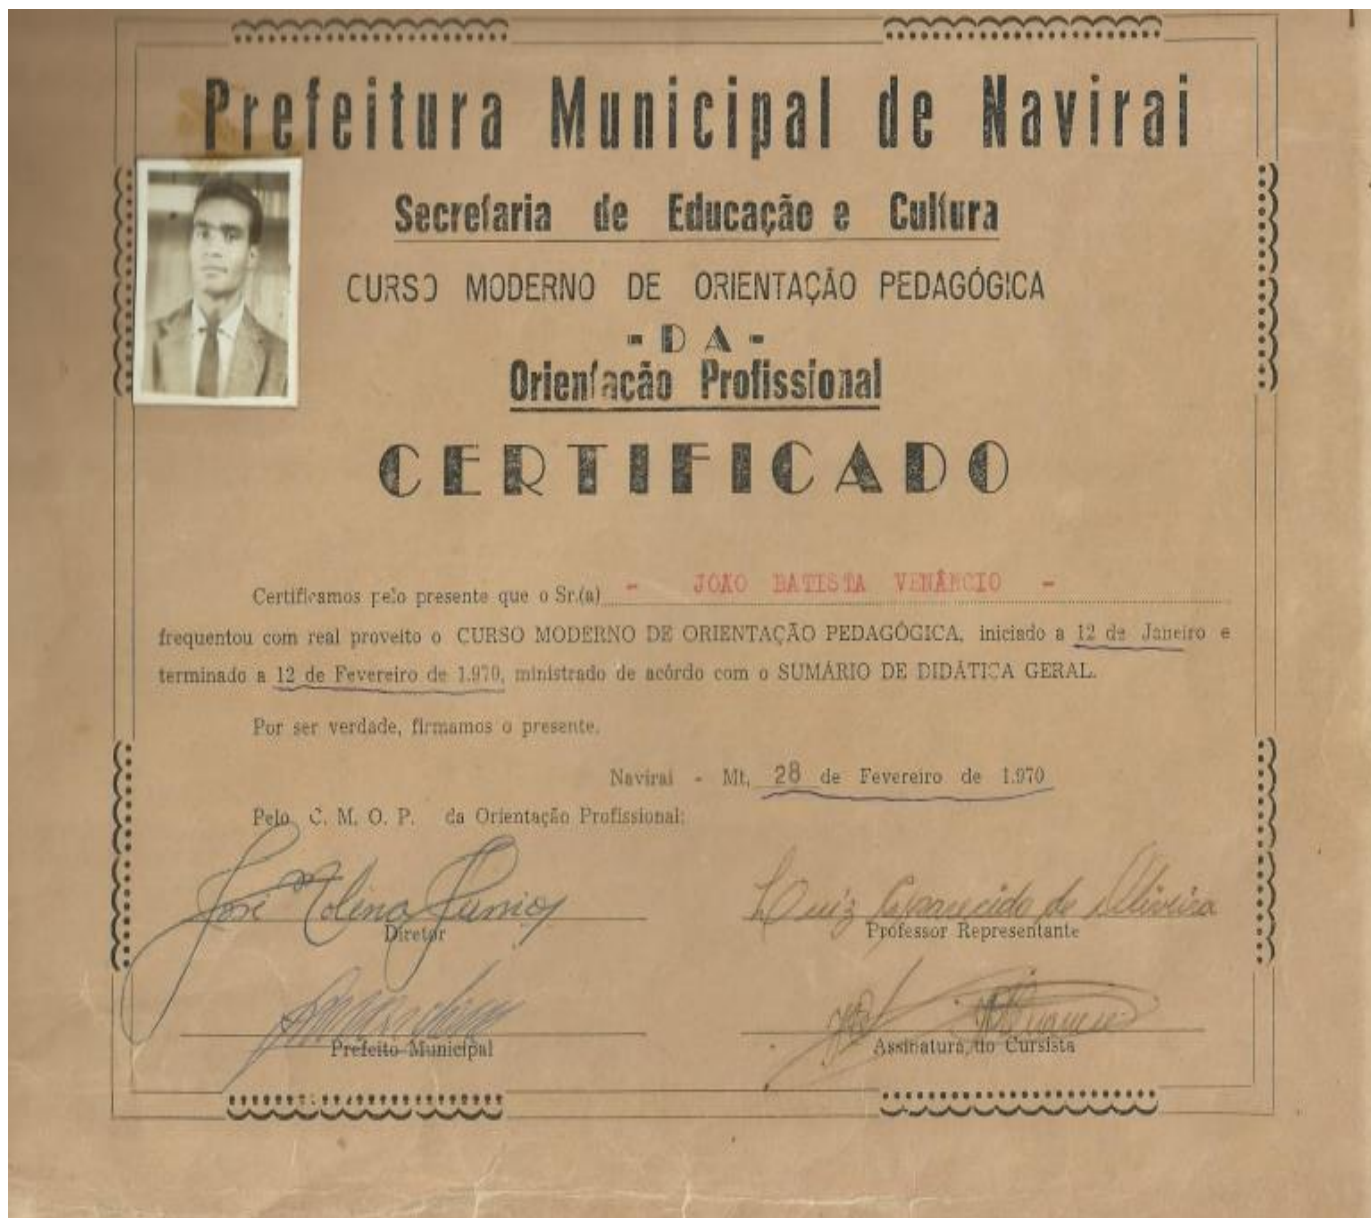 Prefeitura Municipal de Navirai
Secretaria de Educação e Cultura
CURSO MODERNO DE ORIENTAÇÃO PEDAGÓGICA
- D A -
Orientação Profissional
CERTIFICADO
Certificamos pelo presente que o Sr.(a) - JOAO BATISTA VENÂNCIO -
frequentou com real proveito o CURSO MODERNO DE ORIENTAÇÃO PEDAGÓGICA, iniciado a 12 de Janeiro e
terminado a 12 de Fevereiro de 1.970, ministrado de acôrdo com o SUMÁRIO DE DIDÁTICA GERAL.
Por ser verdade, firmamos o presente.
Navirai - Mt, 28 de Fevereiro de 1.970
Pelo C. M. O. P. da Orientação Profissional:
José Molina Junior Luiz Aparecido de Oliveira
Diretor Professor Representante
Prefeito Municipal Assinatura do Cursista